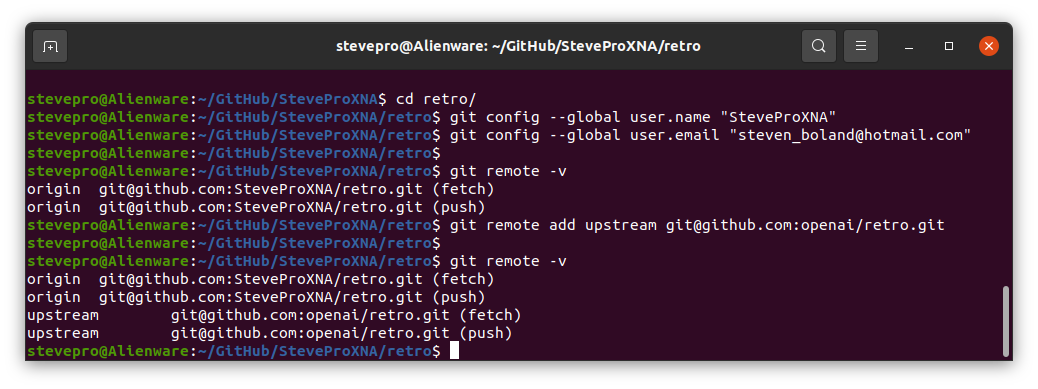 stevepro@Alienware: ~/GitHub/SteveProXNA/retro
stevepro@Alienware:~/GitHub/SteveProXNA$ cd retro/
stevepro@Alienware:~/GitHub/SteveProXNA/retro$ git config --global user.name "SteveProXNA"
stevepro@Alienware:~/GitHub/SteveProXNA/retro$ git config --global user.email "steven_boland@hotmail.com"
stevepro@Alienware:~/GitHub/SteveProXNA/retro$
stevepro@Alienware:~/GitHub/SteveProXNA/retro$ git remote -v
origin  git@github.com:SteveProXNA/retro.git (fetch)
origin  git@github.com:SteveProXNA/retro.git (push)
stevepro@Alienware:~/GitHub/SteveProXNA/retro$ git remote add upstream git@github.com:openai/retro.git
stevepro@Alienware:~/GitHub/SteveProXNA/retro$
stevepro@Alienware:~/GitHub/SteveProXNA/retro$ git remote -v
origin  git@github.com:SteveProXNA/retro.git (fetch)
origin  git@github.com:SteveProXNA/retro.git (push)
upstream        git@github.com:openai/retro.git (fetch)
upstream        git@github.com:openai/retro.git (push)
stevepro@Alienware:~/GitHub/SteveProXNA/retro$